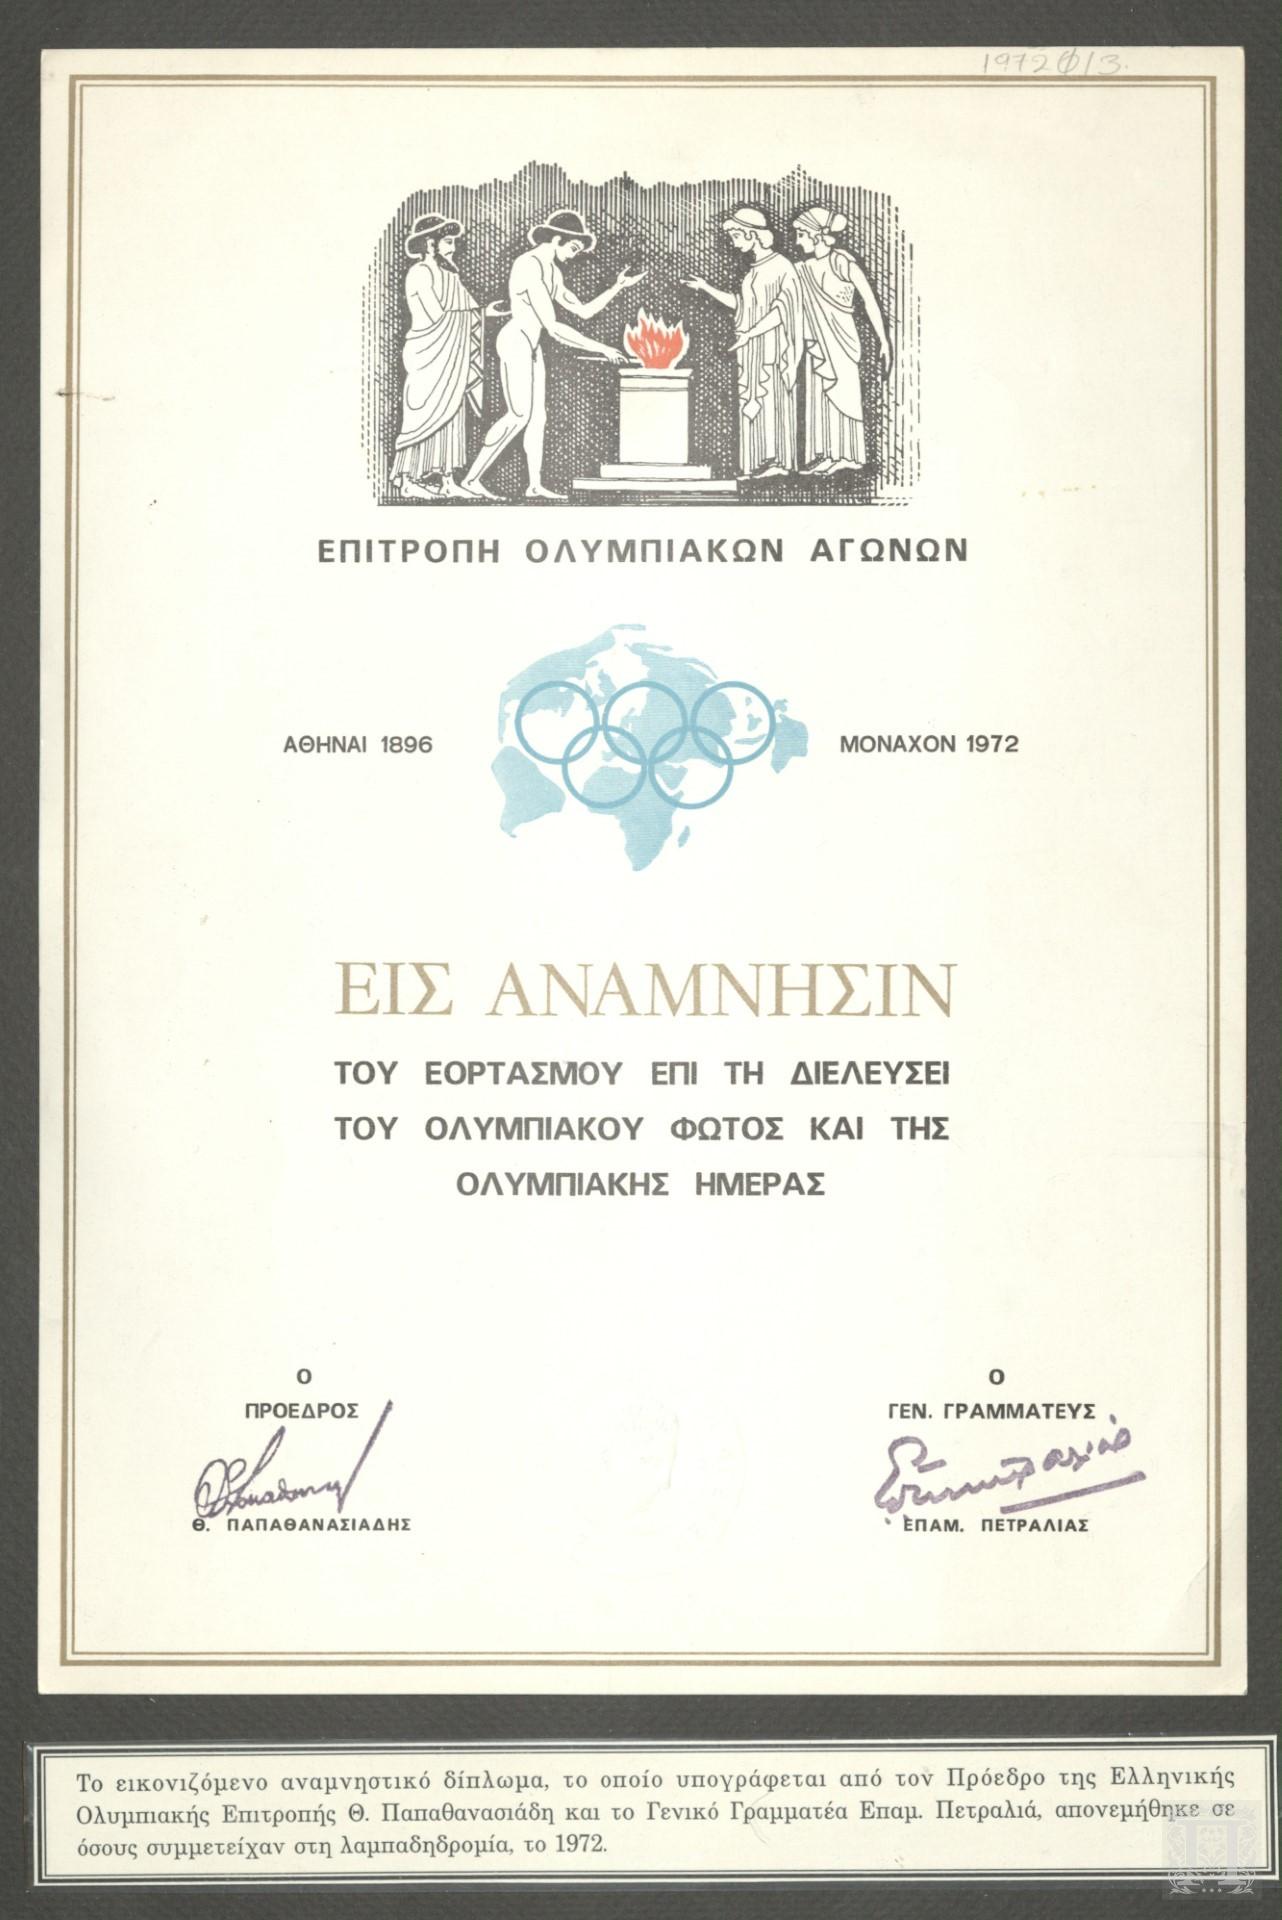 1972Φ/3.
ΕΠΙΤΡΟΠΗ ΟΛΥΜΠΙΑΚΩΝ ΑΓΩΝΩΝ
ΑΘΗΝΑΙ 1896
ΜΟΝΑΧΟΝ 1972
ΕΙΣ ΑΝΑΜΝΗΣΙΝ
ΤΟΥ ΕΟΡΤΑΣΜΟΥ ΕΠΙ ΤΗ ΔΙΕΛΕΥΣΕΙ
ΤΟΥ ΟΛΥΜΠΙΑΚΟΥ ΦΩΤΟΣ ΚΑΙ ΤΗΣ
ΟΛΥΜΠΙΑΚΗΣ ΗΜΕΡΑΣ
Ο
ΠΡΟΕΔΡΟΣ
Θ. ΠΑΠΑΘΑΝΑΣΙΑΔΗΣ
Ο
ΓΕΝ. ΓΡΑΜΜΑΤΕΥΣ
ΕΠΑΜ. ΠΕΤΡΑΛΙΑΣ
Το εικονιζόμενο αναμνηστικό δίπλωμα, το οποίο υπογράφεται από τον Πρόεδρο της Ελληνικής
Ολυμπιακής Επιτροπής Θ. Παπαθανασιάδη και το Γενικό Γραμματέα Επαμ. Πετραλιά, απονεμήθηκε σε
όσους συμμετείχαν στη λαμπαδηδρομία, το 1972.